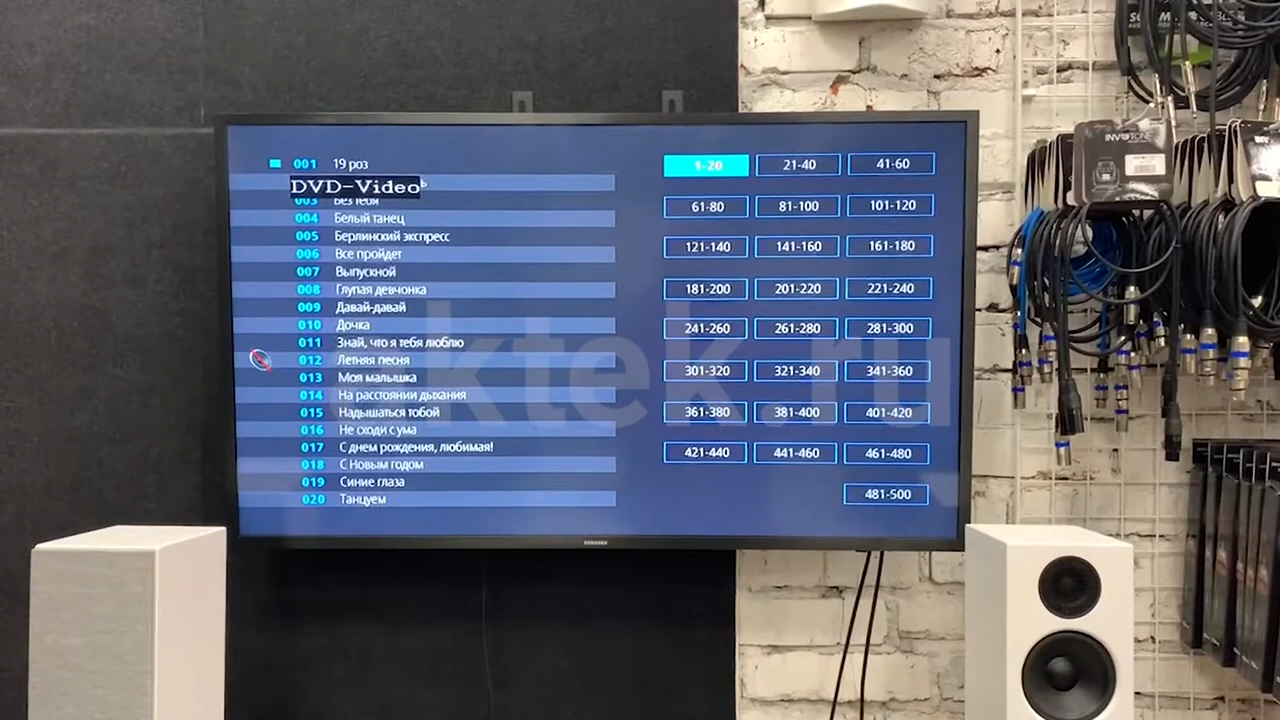 001 19 роз
DVD-Video
ь
003 Без тебя
004 Белый танец
005 Берлинский экспресс
006 Все пройдет
007 Выпускной
008 Глупая девчонка
009 Давай-давай
010 Дочка
011 Знай, что я тебя люблю
012 Летняя песня
013 Моя малышка
014 На расстоянии дыхания
015 Надышаться тобой
016 Не сходи с ума
017 С днем рождения, любимая!
018 С Новым годом
019 Синие глаза
020 Танцуем
1-20 21-40 41-60
61-80 81-100 101-120
121-140 141-160 161-180
181-200 201-220 221-240
241-260 261-280 281-300
301-320 321-340 341-360
361-380 381-400 401-420
421-440 441-460 461-480
481-500
ktek.ru
SAMSUNG
INVOTONE